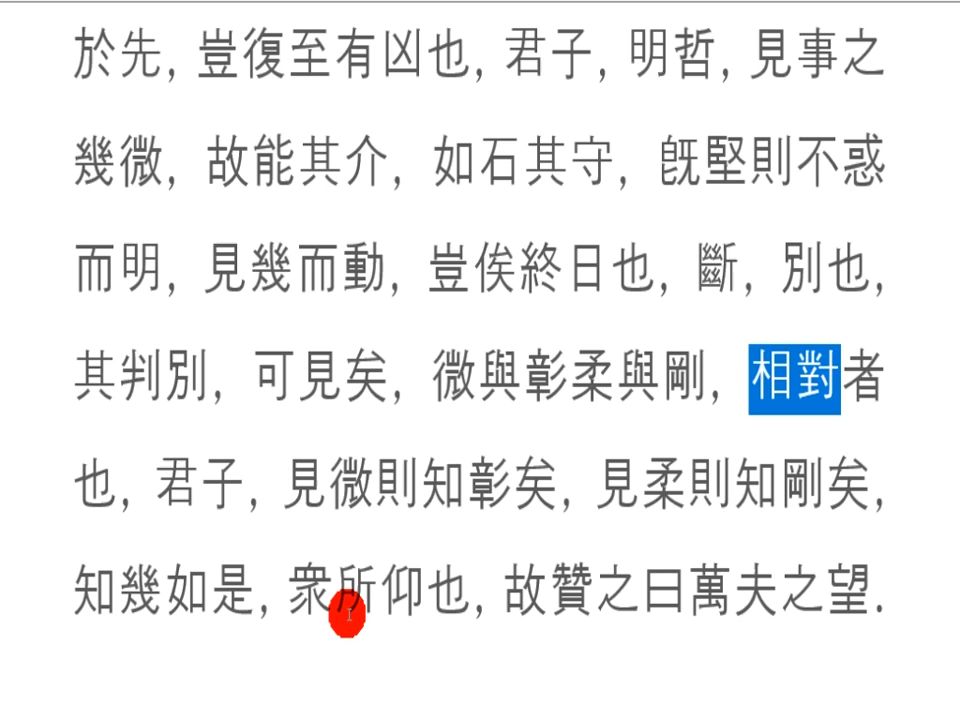 於先, 豈復至有凶也, 君子, 明哲, 見事之
幾微, 故能其介, 如石其守, 旣堅則不惑
而明, 見幾而動, 豈俟終日也, 斷, 別也,
其判別, 可見矣, 微與彰柔與剛, 相對者
也, 君子, 見微則知彰矣, 見柔則知剛矣,
知幾如是, 衆所仰也, 故贊之曰萬夫之望.